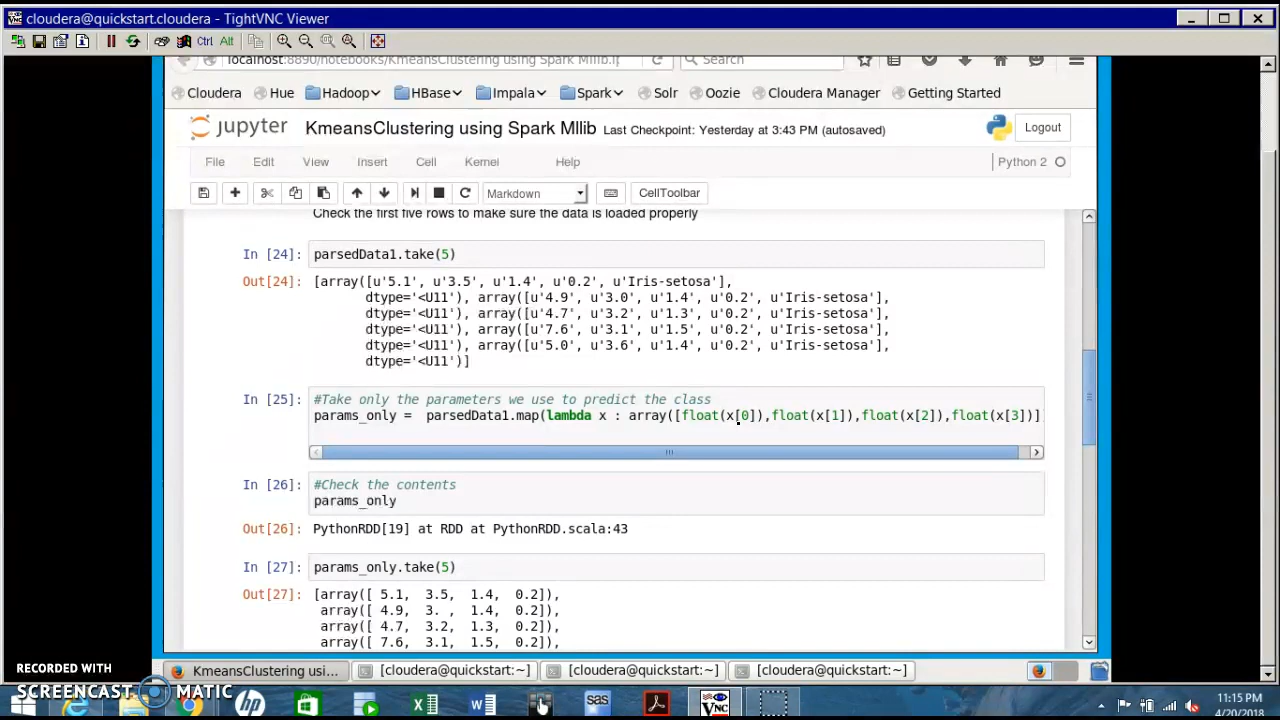 cloudera@quickstart.cloudera - TightVNC Viewer
Ctrl Alt
localhost:8890/notebooks/KmeansClustering using Spark Mllib.i
Search
Cloudera Hue Hadoop HBase Impala Spark Solr Oozie Cloudera Manager Getting Started
jupyter KmeansClustering using Spark Mllib Last Checkpoint: Yesterday at 3:43 PM (autosaved) Logout
File Edit View Insert Cell Kernel Help Python 2
Markdown CellToolbar
Check the first five rows to make sure the data is loaded properly
In [24]: parsedData1.take(5)
Out[24]: [array([u'5.1', u'3.5', u'1.4', u'0.2', u'Iris-setosa'],
dtype='<U11'), array([u'4.9', u'3.0', u'1.4', u'0.2', u'Iris-setosa'],
dtype='<U11'), array([u'4.7', u'3.2', u'1.3', u'0.2', u'Iris-setosa'],
dtype='<U11'), array([u'7.6', u'3.1', u'1.5', u'0.2', u'Iris-setosa'],
dtype='<U11'), array([u'5.0', u'3.6', u'1.4', u'0.2', u'Iris-setosa'],
dtype='<U11')]
In [25]: #Take only the parameters we use to predict the class
params_only = parsedData1.map(lambda x : array([float(x[0]),float(x[1]),float(x[2]),float(x[3])]
In [26]: #Check the contents
params_only
Out[26]: PythonRDD[19] at RDD at PythonRDD.scala:43
In [27]: params_only.take(5)
Out[27]: [array([ 5.1, 3.5, 1.4, 0.2]),
array([ 4.9, 3. , 1.4, 0.2]),
array([ 4.7, 3.2, 1.3, 0.2]),
array([ 7.6, 3.1, 1.5, 0.2]),
KmeansClustering usi... [cloudera@quickstart:~] [cloudera@quickstart:~] [cloudera@quickstart:~]
RECORDED WITH
SCREENCAST MATIC
hp sas VNC
11:15 PM
4/20/2018